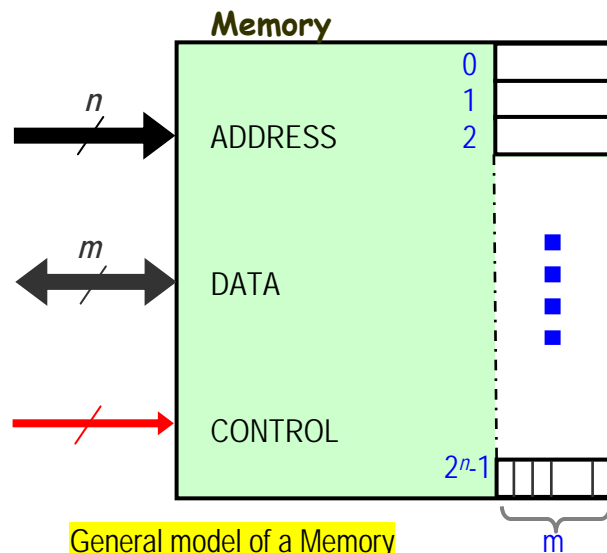 Memory
0
1
n
ADDRESS
2
m
DATA
CONTROL
2ⁿ-1
General model of a Memory
m